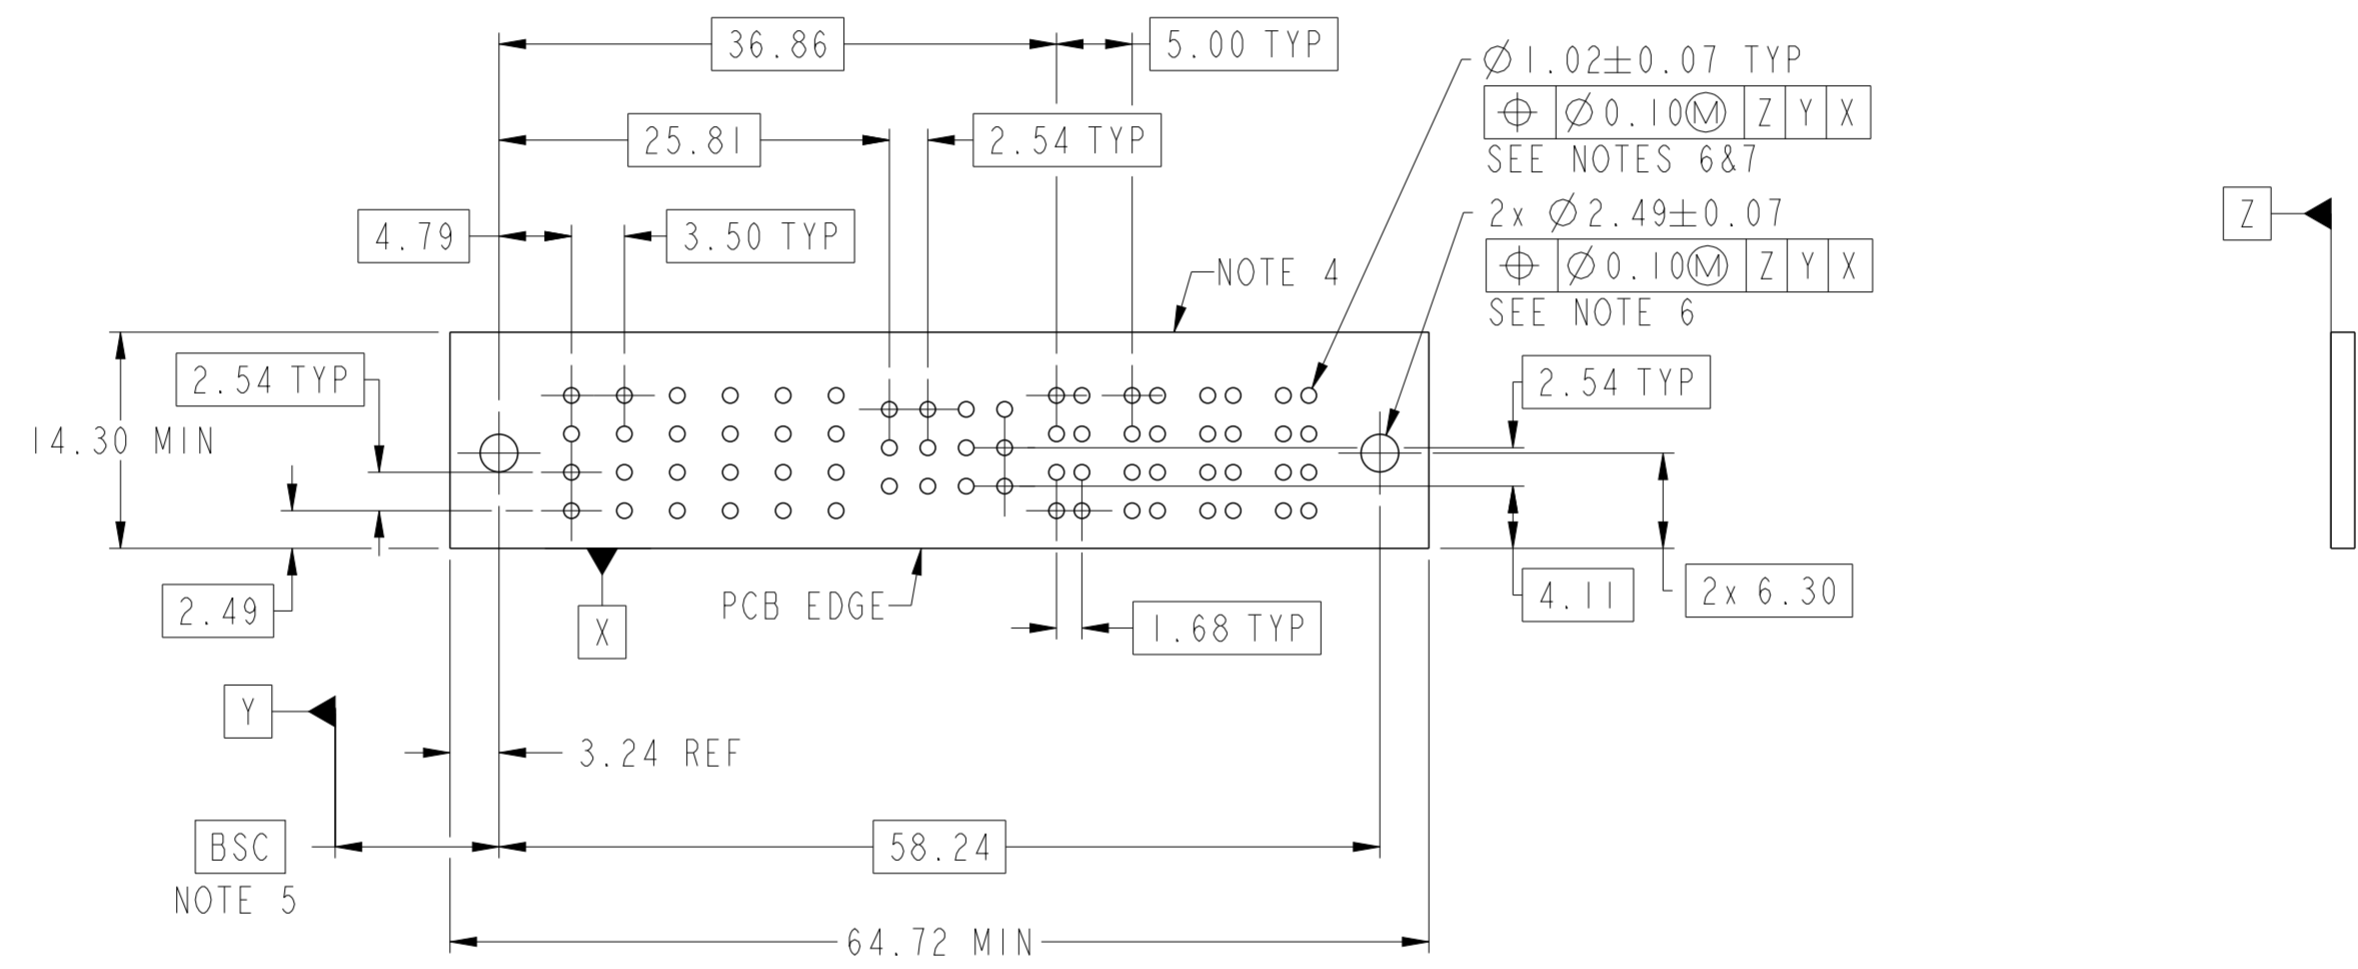 36.86
5.00 TYP
Ø1.02±0.07 TYP
⌖ Ø0.10Ⓜ Z Y X
SEE NOTES 6&7
25.81
2.54 TYP
2x Ø2.49±0.07
⌖ Ø0.10Ⓜ Z Y X
SEE NOTE 6
Z
4.79
3.50 TYP
NOTE 4
2.54 TYP
2.54 TYP
14.30 MIN
2.49
X
PCB EDGE
4.11
2x 6.30
1.68 TYP
Y
3.24 REF
BSC
NOTE 5
58.24
64.72 MIN